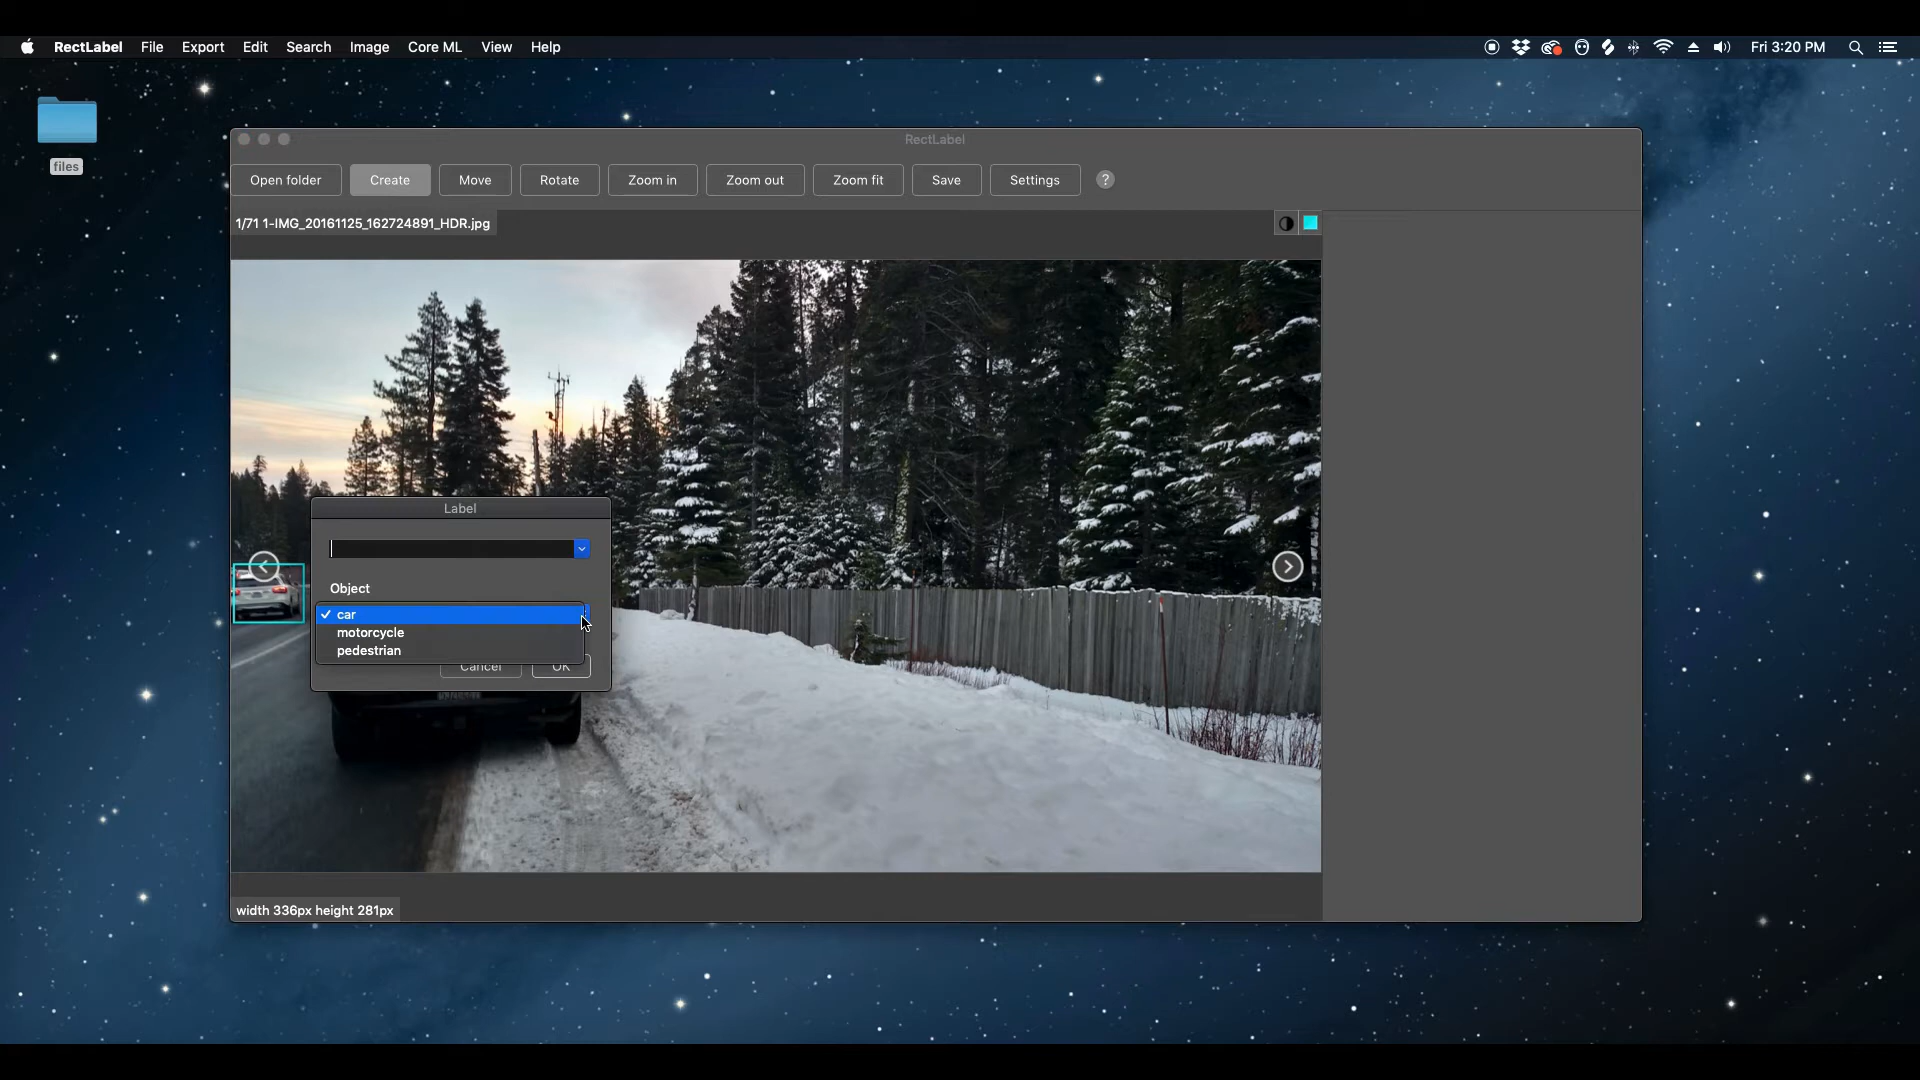 RectLabel File Export Edit Search Image Core ML View Help Fri 3:20 PM
files
RectLabel
Open folder Create Move Rotate Zoom in Zoom out Zoom fit Save Settings ?
1/71 1-IMG_20161125_162724891_HDR.jpg
Label
Object
car
motorcycle
pedestrian
Cancel OK
width 336px height 281px